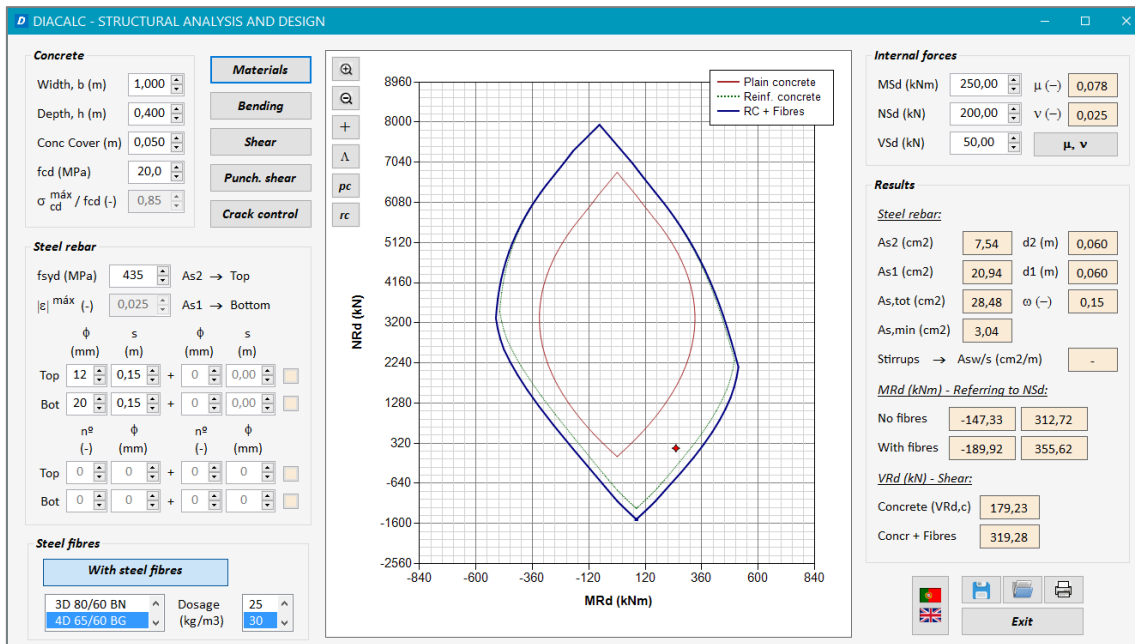 DIACALC - STRUCTURAL ANALYSIS AND DESIGN
Concrete
Width, b (m) 1,000
Depth, h (m) 0,400
Conc Cover (m) 0,050
fcd (MPa) 20,0
σ cd máx / fcd (-) 0,85
Materials
Bending
Shear
Punch. shear
Crack control
Steel rebar
fsyd (MPa) 435 As2 → Top
|ε| máx (-) 0,025 As1 → Bottom
ϕ s ϕ s
(mm) (m) (mm) (m)
Top 12 0,15 + 0 0,00
Bot 20 0,15 + 0 0,00
nº ϕ nº ϕ
(-) (mm) (-) (mm)
Top 0 0 + 0 0
Bot 0 0 + 0 0
Steel fibres
With steel fibres
3D 80/60 BN
4D 65/60 BG
Dosage
(kg/m3)
25
30
+
Λ
pc
rc
Plain concrete
Reinf. concrete
RC + Fibres
NRd (kN)
8960
8000
7040
6080
5120
4160
3200
2240
1280
320
-640
-1600
-2560
-840 -600 -360 -120 120 360 600 840
MRd (kNm)
Internal forces
MSd (kNm) 250,00 μ (−) 0,078
NSd (kN) 200,00 ν (−) 0,025
VSd (kN) 50,00 μ, ν
Results
Steel rebar:
As2 (cm2) 7,54 d2 (m) 0,060
As1 (cm2) 20,94 d1 (m) 0,060
As,tot (cm2) 28,48 ω (−) 0,15
As,min (cm2) 3,04
Stirrups → Asw/s (cm2/m) -
MRd (kNm) - Referring to NSd:
No fibres -147,33 312,72
With fibres -189,92 355,62
VRd (kN) - Shear:
Concrete (VRd,c) 179,23
Concr + Fibres 319,28
Exit